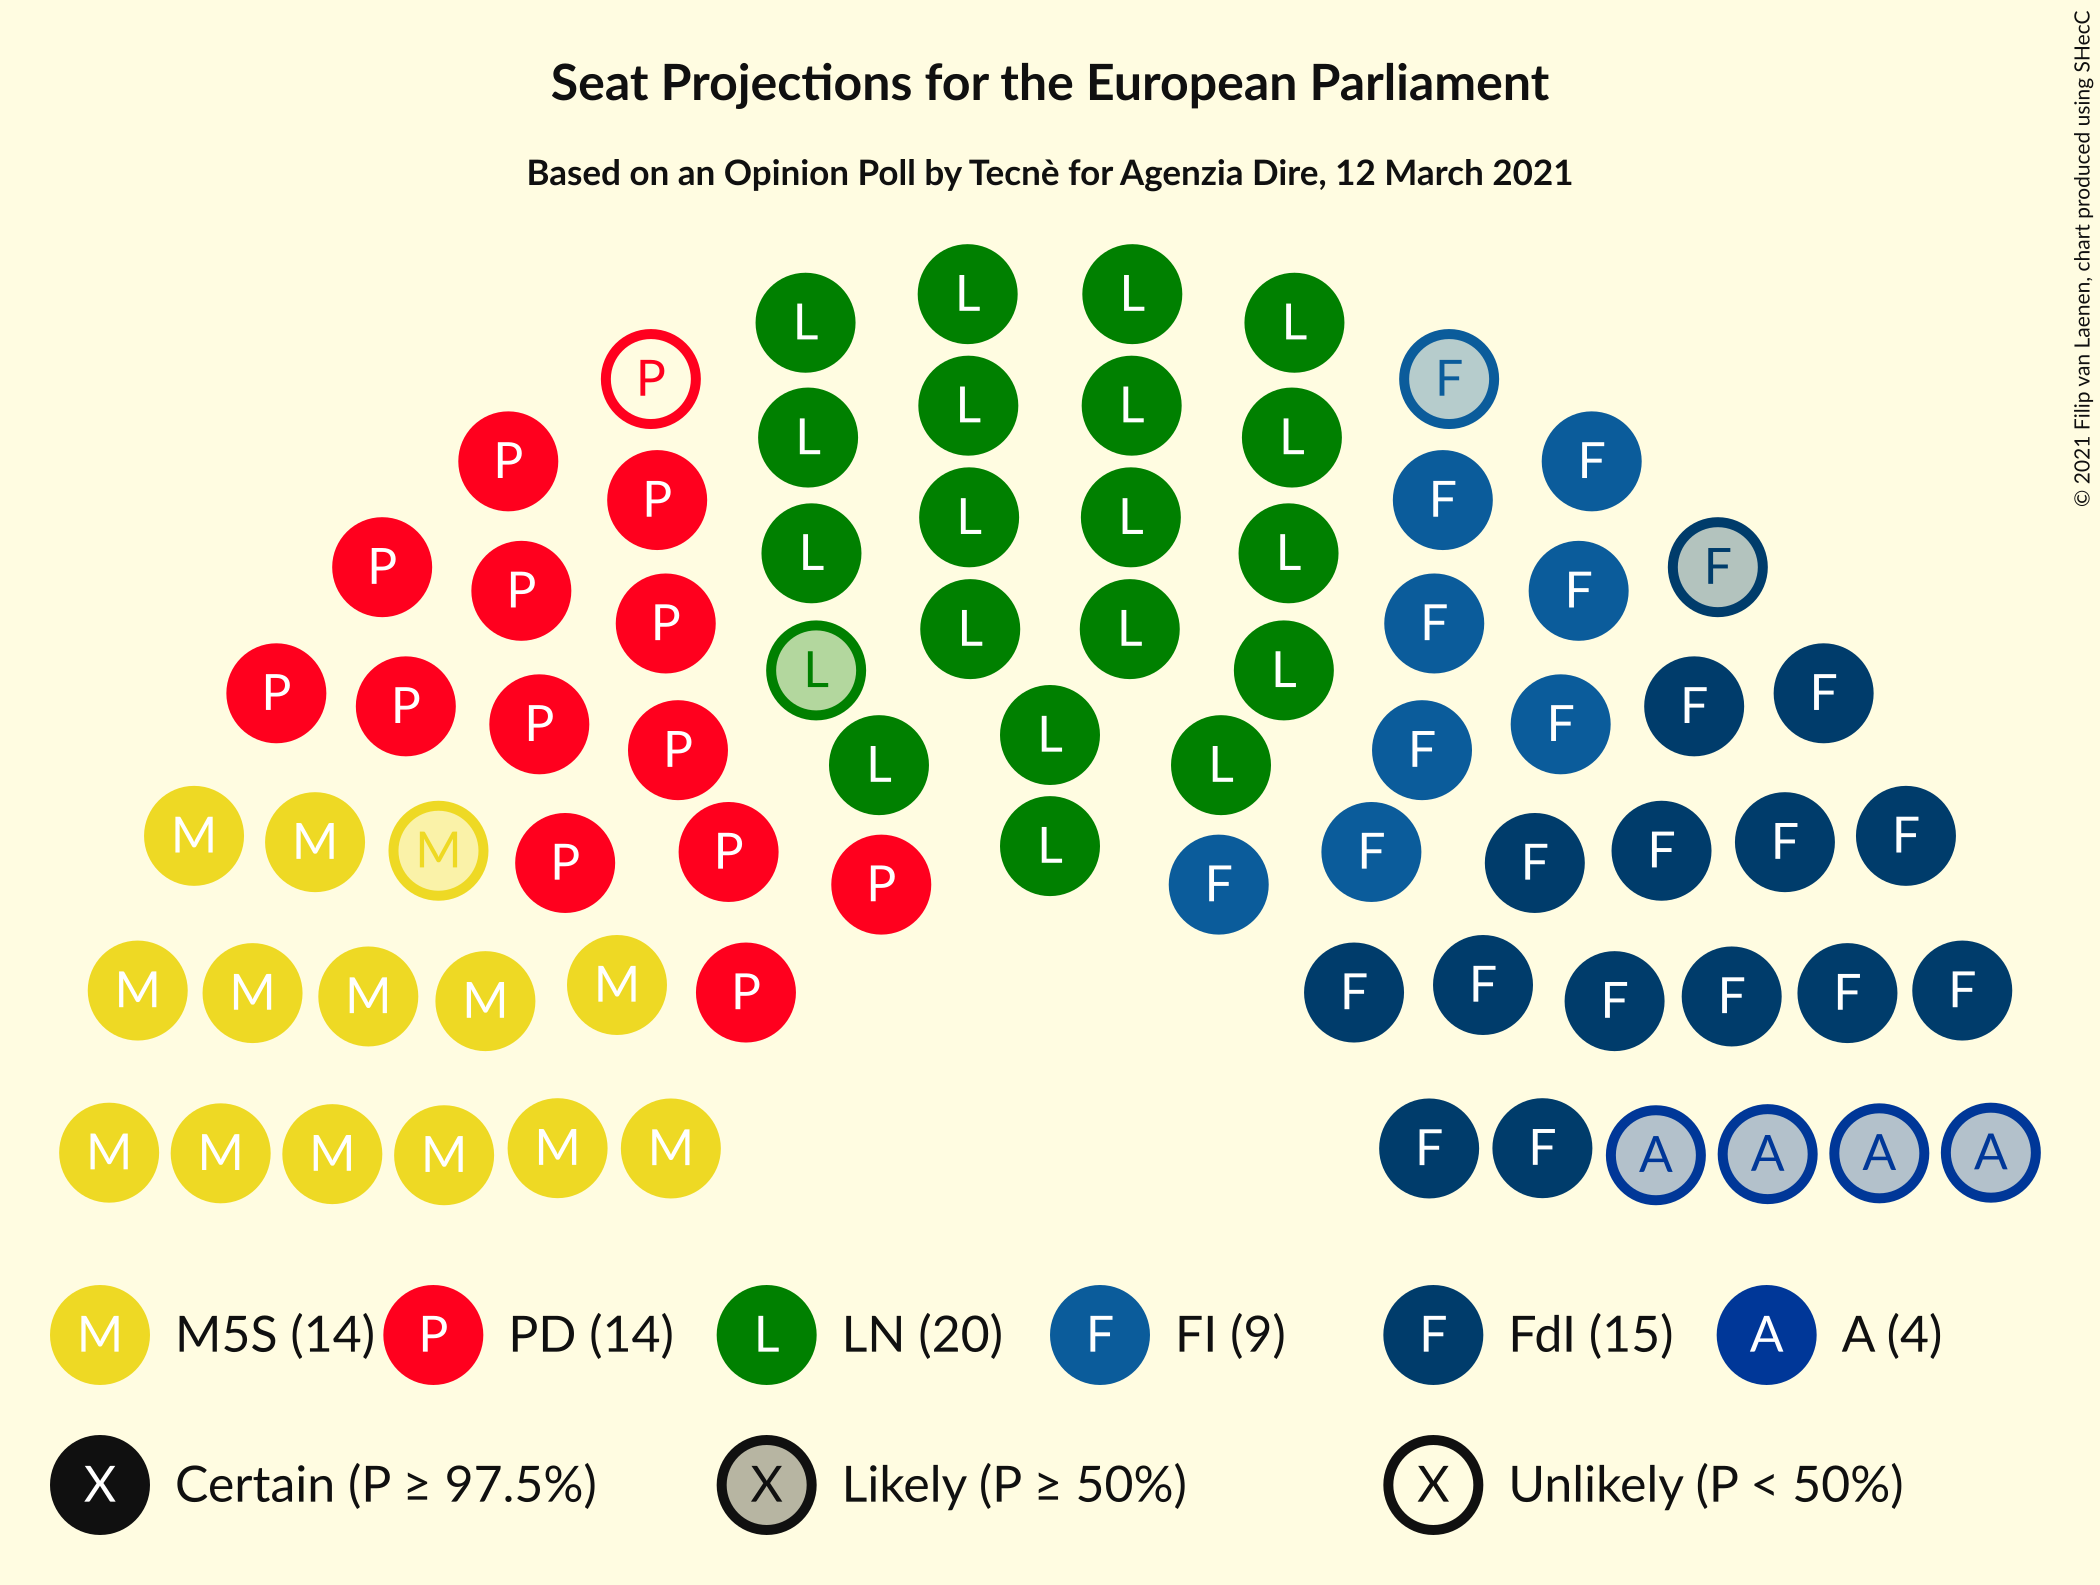 Seat Projections for the European Parliament
Based on an Opinion Poll by Tecnè for Agenzia Dire, 12 March 2021
© 2021 Filip van Laenen, chart produced using SHecC
L L L L
P F
L L L L
P F
P F
L L L L
P F
P F
L L L L
P F
P P P F F F
L L L
M M M P P L F F F F F F
P F
M M M M M P F F F F F F
M M M M M M F F A A A A
M M5S (14) P PD (14) L LN (20) F FI (9) F FdI (15) A A (4)
X Certain (P ≥ 97.5%) X Likely (P ≥ 50%) X Unlikely (P < 50%)